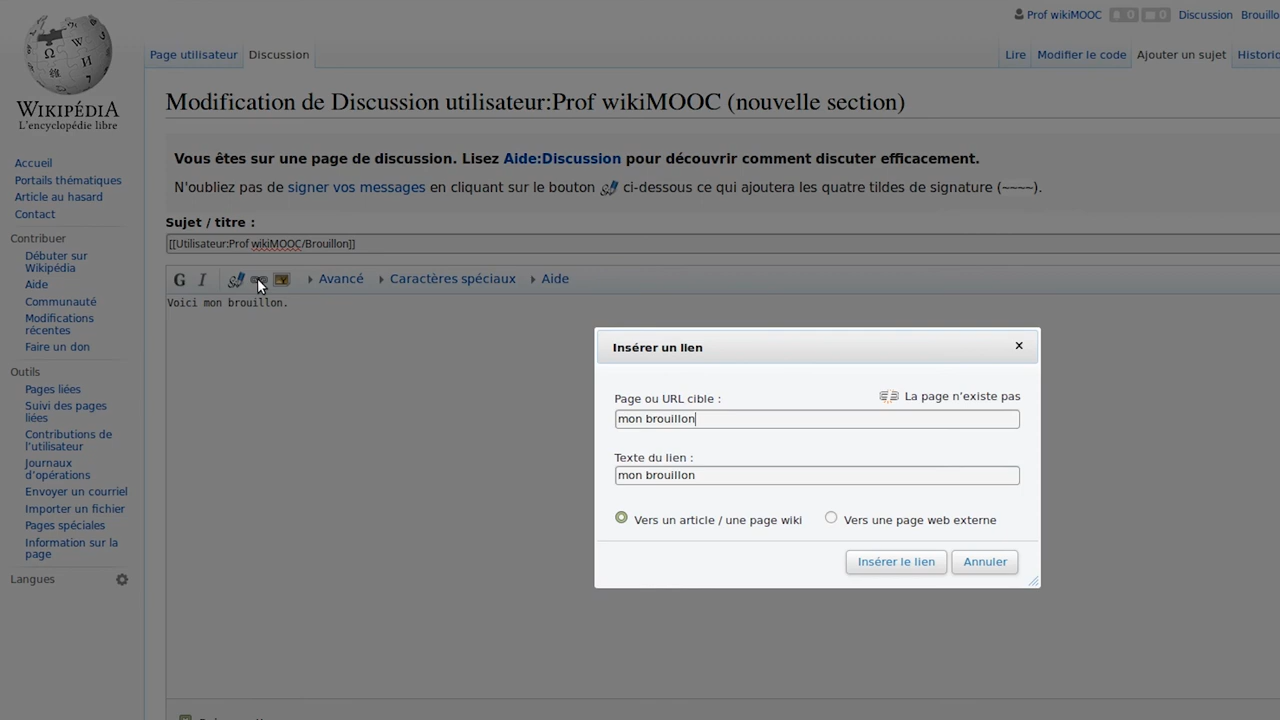 Prof wikiMOOC 0 0 Discussion
Page utilisateur Discussion Lire Modifier le code Ajouter un sujet
WIKIPÉDIA
L'encyclopédie libre
Modification de Discussion utilisateur:Prof wikiMOOC (nouvelle section)
Vous êtes sur une page de discussion. Lisez Aide:Discussion pour découvrir comment discuter efficacement.
N'oubliez pas de signer vos messages en cliquant sur le bouton ci-dessous ce qui ajoutera les quatre tildes de signature (~~~~).
Sujet / titre :
[[Utilisateur:Prof wikiMOOC/Brouillon]]
G I Avancé Caractères spéciaux Aide
Voici mon brouillon.
Accueil
Portails thématiques
Article au hasard
Contact
Contribuer
Débuter sur
Wikipédia
Aide
Communauté
Modifications
récentes
Faire un don
Outils
Pages liées
Suivi des pages
liées
Contributions de
l'utilisateur
Journaux
d'opérations
Envoyer un courriel
Importer un fichier
Pages spéciales
Information sur la
page
Langues
Insérer un lien ×
Page ou URL cible : La page n'existe pas
mon brouillon
Texte du lien :
mon brouillon
Vers un article / une page wiki Vers une page web externe
Insérer le lien Annuler